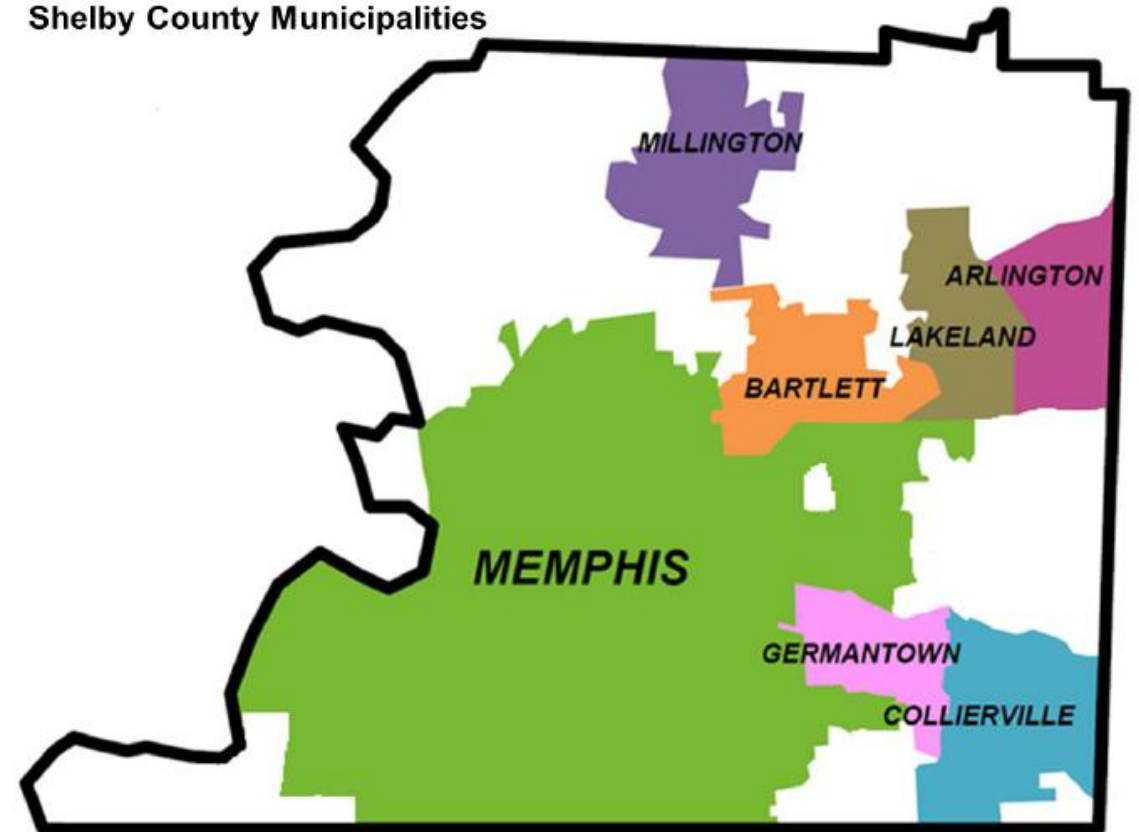 Shelby County Municipalities
MILLINGTON
ARLINGTON
LAKELAND
BARTLETT
MEMPHIS
GERMANTOWN
COLLIERVILLE